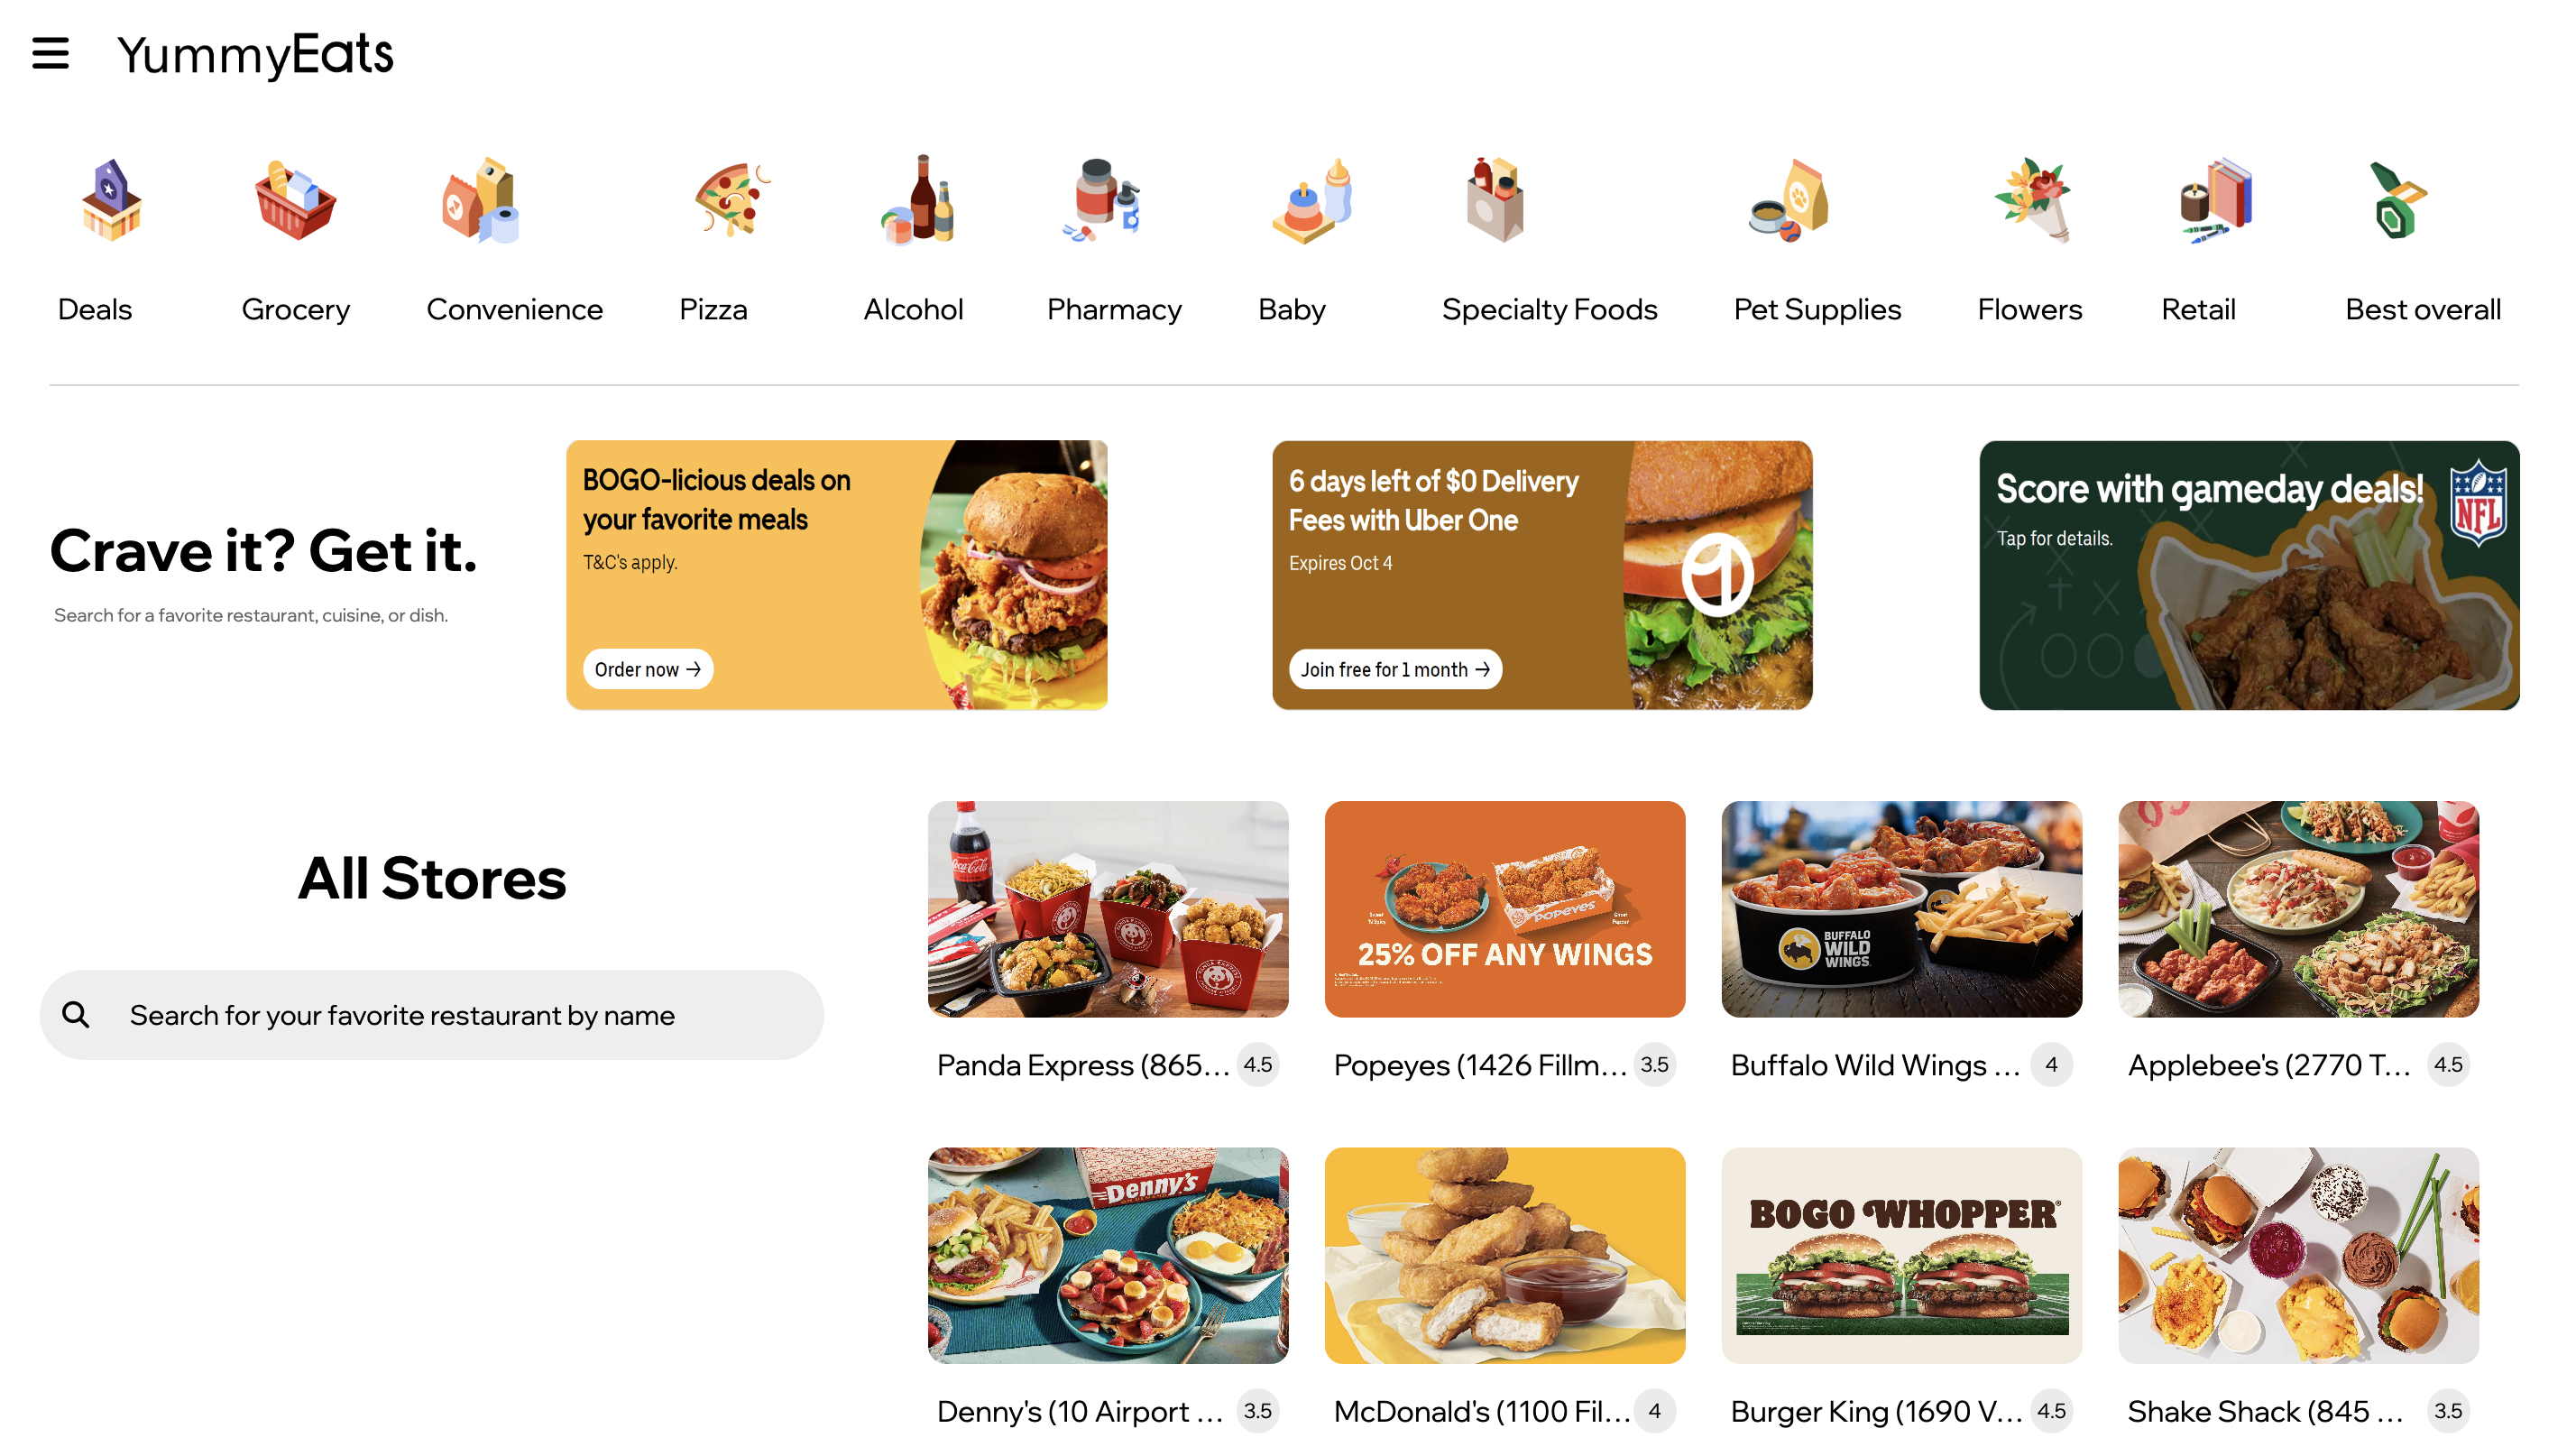 YummyEats
Deals
Grocery
Convenience
Pizza
Alcohol
Pharmacy
Baby
Specialty Foods
Pet Supplies
Flowers
Retail
Best overall
Crave it? Get it.
Search for a favorite restaurant, cuisine, or dish.
BOGO-licious deals on
your favorite meals
T&C's apply.
Order now →
6 days left of $0 Delivery
Fees with Uber One
Expires Oct 4
Join free for 1 month →
Score with gameday deals!
Tap for details.
NFL
All Stores
Search for your favorite restaurant by name
Coca-Cola
POPEYES
25% OFF ANY WINGS
BUFFALO
WILD
WINGS
Panda Express (865... 4.5
Popeyes (1426 Fillm... 3.5
Buffalo Wild Wings ... 4
Applebee's (2770 T... 4.5
Denny's
BOGO WHOPPER
Denny's (10 Airport ... 3.5
McDonald's (1100 Fil... 4
Burger King (1690 V... 4.5
Shake Shack (845 ... 3.5